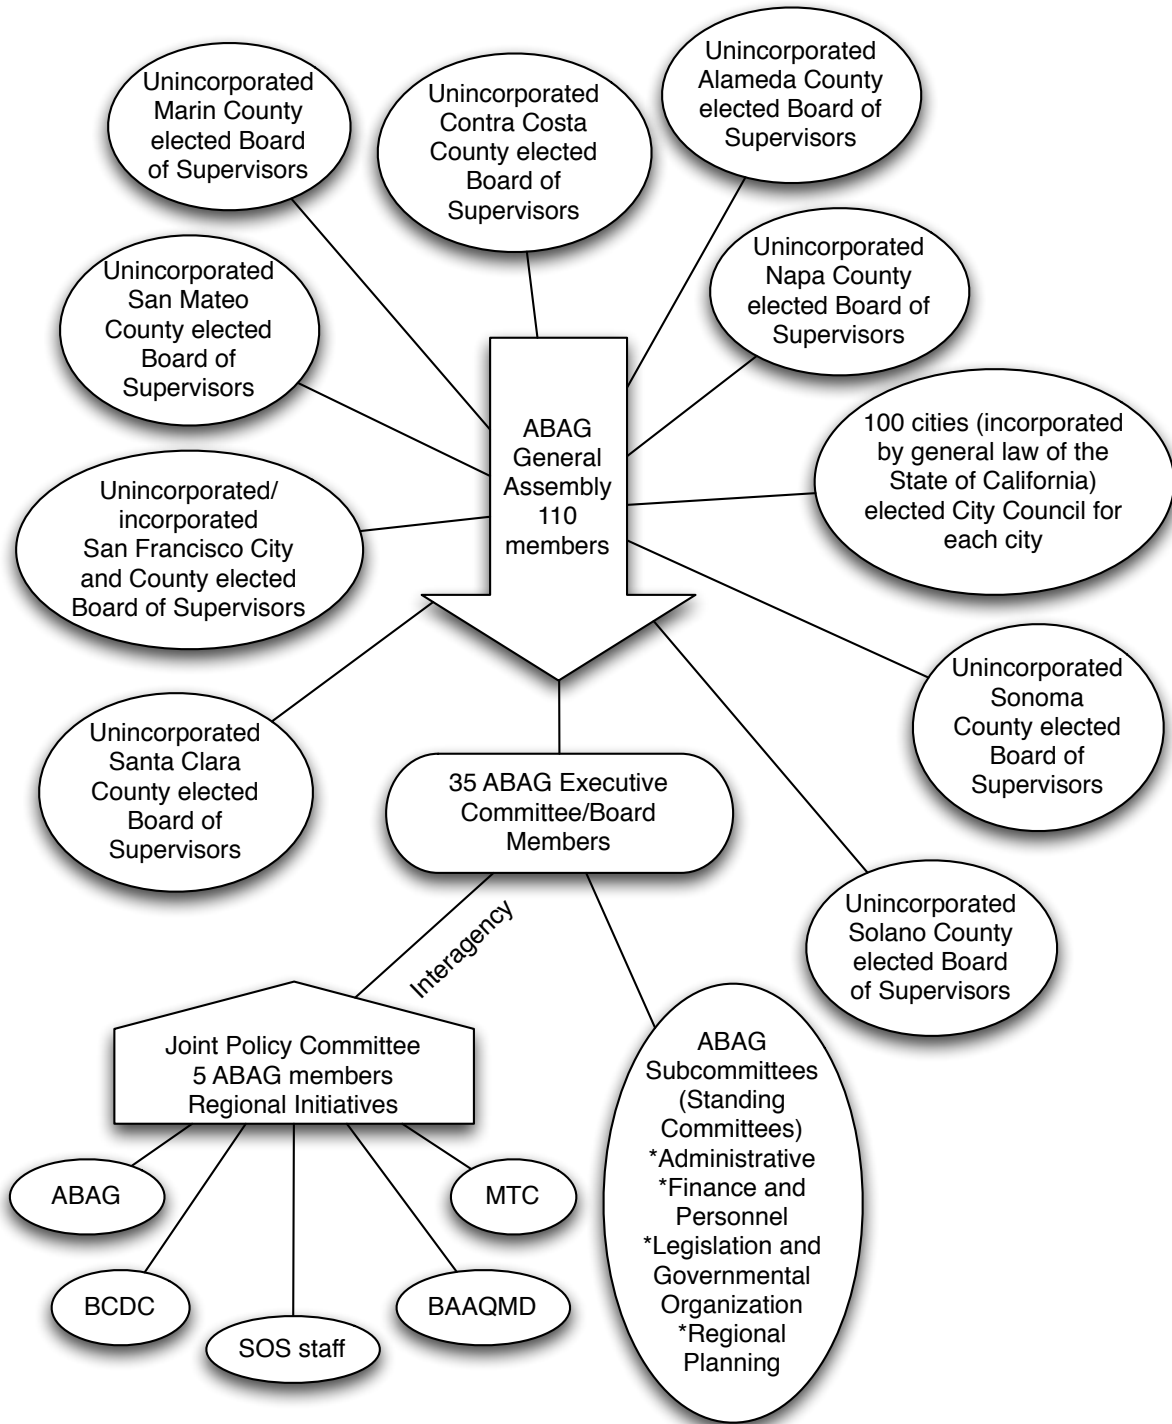 Unincorporated
Marin County
elected Board
of Supervisors
Unincorporated
Contra Costa
County elected
Board of
Supervisors
Unincorporated
Alameda County
elected Board of
Supervisors
Unincorporated
San Mateo
County elected
Board of
Supervisors
Unincorporated
Napa County
elected Board of
Supervisors
ABAG
General
Assembly
110
members
100 cities (incorporated
by general law of the
State of California)
elected City Council for
each city
Unincorporated/
incorporated
San Francisco City
and County elected
Board of Supervisors
Unincorporated
Sonoma
County elected
Board of
Supervisors
Unincorporated
Santa Clara
County elected
Board of
Supervisors
35 ABAG Executive
Committee/Board
Members
Unincorporated
Solano County
elected Board
of Supervisors
Interagency
Joint Policy Committee
5 ABAG members
Regional Initiatives
ABAG
Subcommittees
(Standing
Committees)
*Administrative
*Finance and
Personnel
*Legislation and
Governmental
Organization
*Regional
Planning
ABAG
MTC
BCDC
BAAQMD
SOS staff